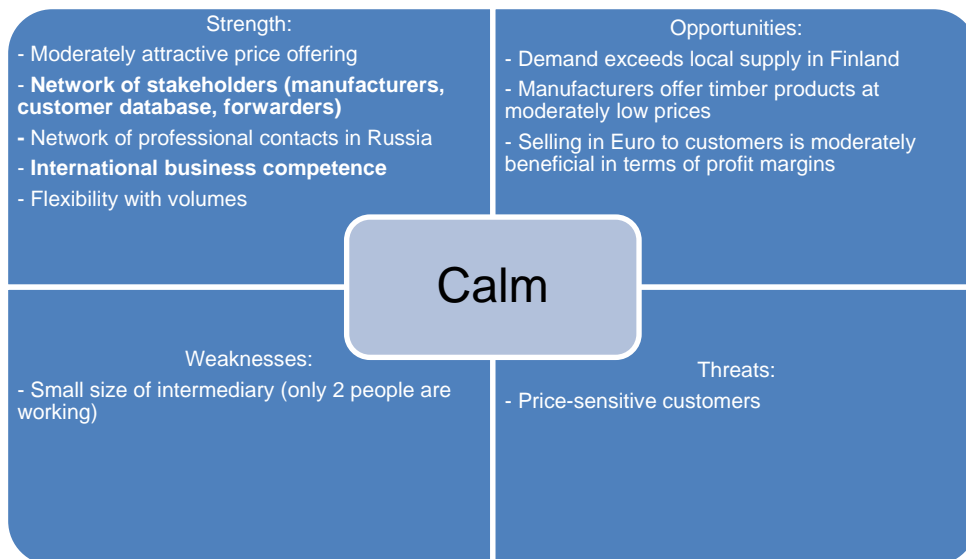 Strength:
- Moderately attractive price offering
- Network of stakeholders (manufacturers,
customer database, forwarders)
- Network of professional contacts in Russia
- International business competence
- Flexibility with volumes
Opportunities:
- Demand exceeds local supply in Finland
- Manufacturers offer timber products at
moderately low prices
- Selling in Euro to customers is moderately
beneficial in terms of profit margins
Calm
Weaknesses:
- Small size of intermediary (only 2 people are
working)
Threats:
- Price-sensitive customers